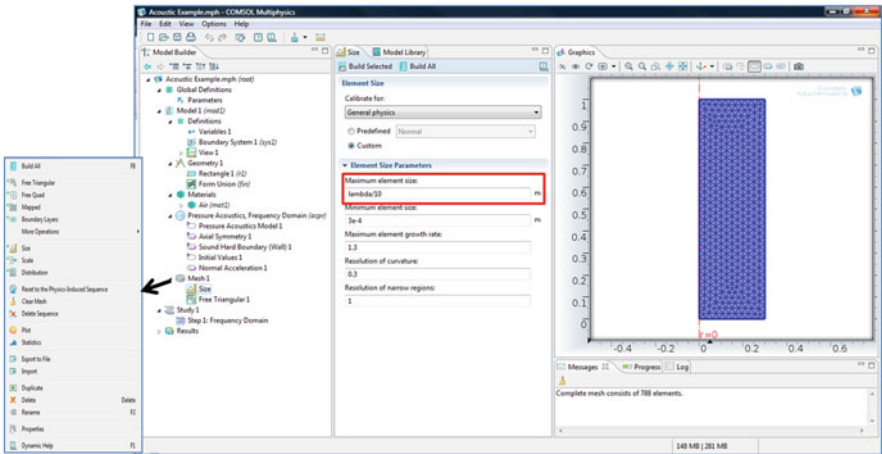 Acoustic Example.mph - COMSOL Multiphysics
File Edit View Options Help
Model Builder
Acoustic Example.mph (root)
Global Definitions
Parameters
Model 1 (mod1)
Definitions
Variables 1
Boundary System 1 (sys1)
View 1
Geometry 1
Rectangle 1 (r1)
Form Union (fin)
Materials
Air (mat1)
Pressure Acoustics, Frequency Domain (acpr)
Pressure Acoustics Model 1
Axial Symmetry 1
Sound Hard Boundary (Wall) 1
Initial Values 1
Normal Acceleration 1
Mesh 1
Size
Free Triangular 1
Study 1
Step 1: Frequency Domain
Results
Build All F8
Free Triangular
Free Quad
Mapped
Boundary Layers
More Operations
Size
Scale
Distribution
Reset to the Physics-Induced Sequence
Clear Mesh
Delete Sequence
Plot
Statistics
Export to File
Import
Duplicate
Delete Delete
Rename F2
Properties
Dynamic Help F1
Size Model Library
Build Selected Build All
Element Size
Calibrate for:
General physics
Predefined Normal
Custom
Element Size Parameters
Maximum element size:
lambda/10 m
Minimum element size:
3e-4 m
Maximum element growth rate:
1.3
Resolution of curvature:
0.3
Resolution of narrow regions:
1
Graphics
COMSOL
MULTIPHYSICS
1
0.9
0.8
0.7
0.6
0.5
0.4
0.3
0.2
0.1
0
r=0
-0.4 -0.2 0 0.2 0.4 0.6
Messages Progress Log
Complete mesh consists of 788 elements.
148 MB | 281 MB